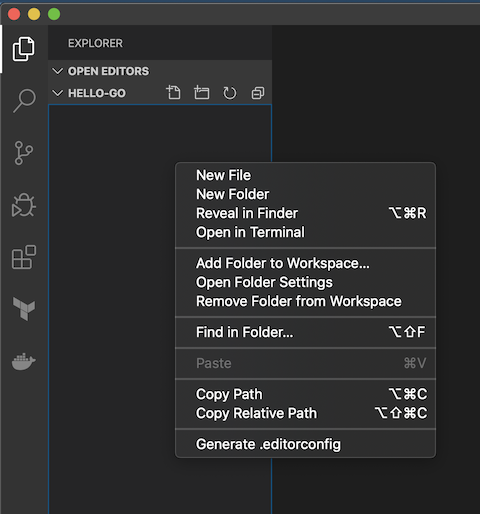 EXPLORER
OPEN EDITORS
HELLO-GO
New File
New Folder
Reveal in Finder ⌥⌘R
Open in Terminal
Add Folder to Workspace...
Open Folder Settings
Remove Folder from Workspace
Find in Folder... ⌥⇧F
Paste ⌘V
Copy Path ⌥⌘C
Copy Relative Path ⌥⇧⌘C
Generate .editorconfig